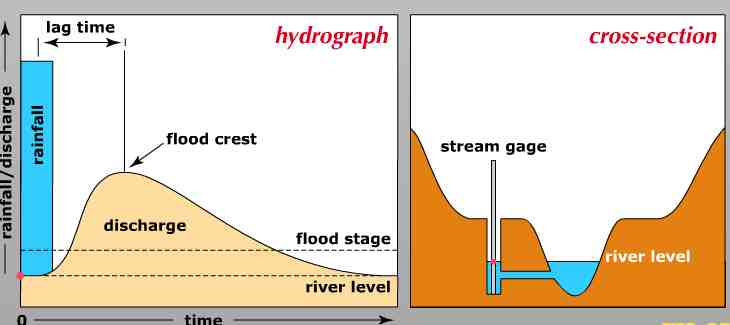 lag time
hydrograph
rainfall/discharge
rainfall
flood crest
discharge
flood stage
river level
0
time
cross-section
stream gage
river level